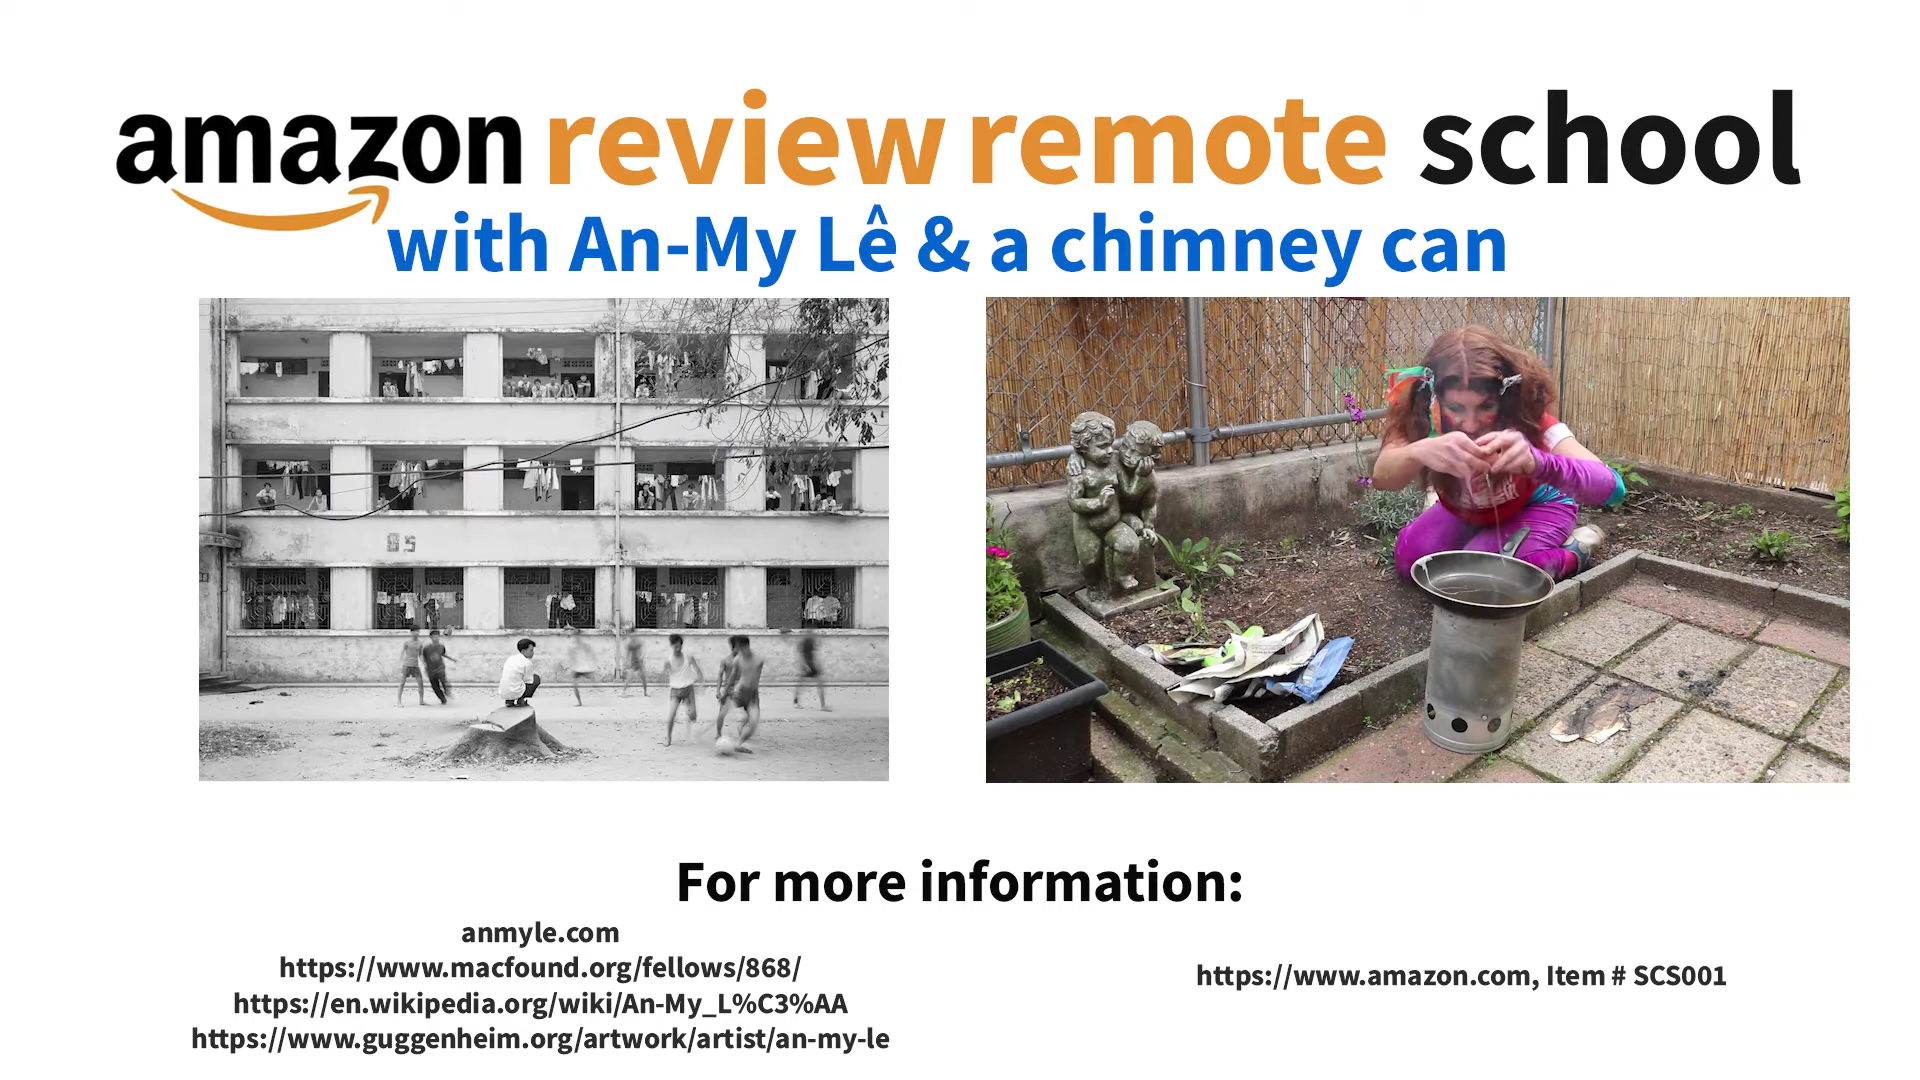 amazon review remote school
with An-My Lê & a chimney can
85
For more information:
anmyle.com
https://www.macfound.org/fellows/868/
https://en.wikipedia.org/wiki/An-My_L%C3%AA
https://www.guggenheim.org/artwork/artist/an-my-le
https://www.amazon.com, Item # SCS001